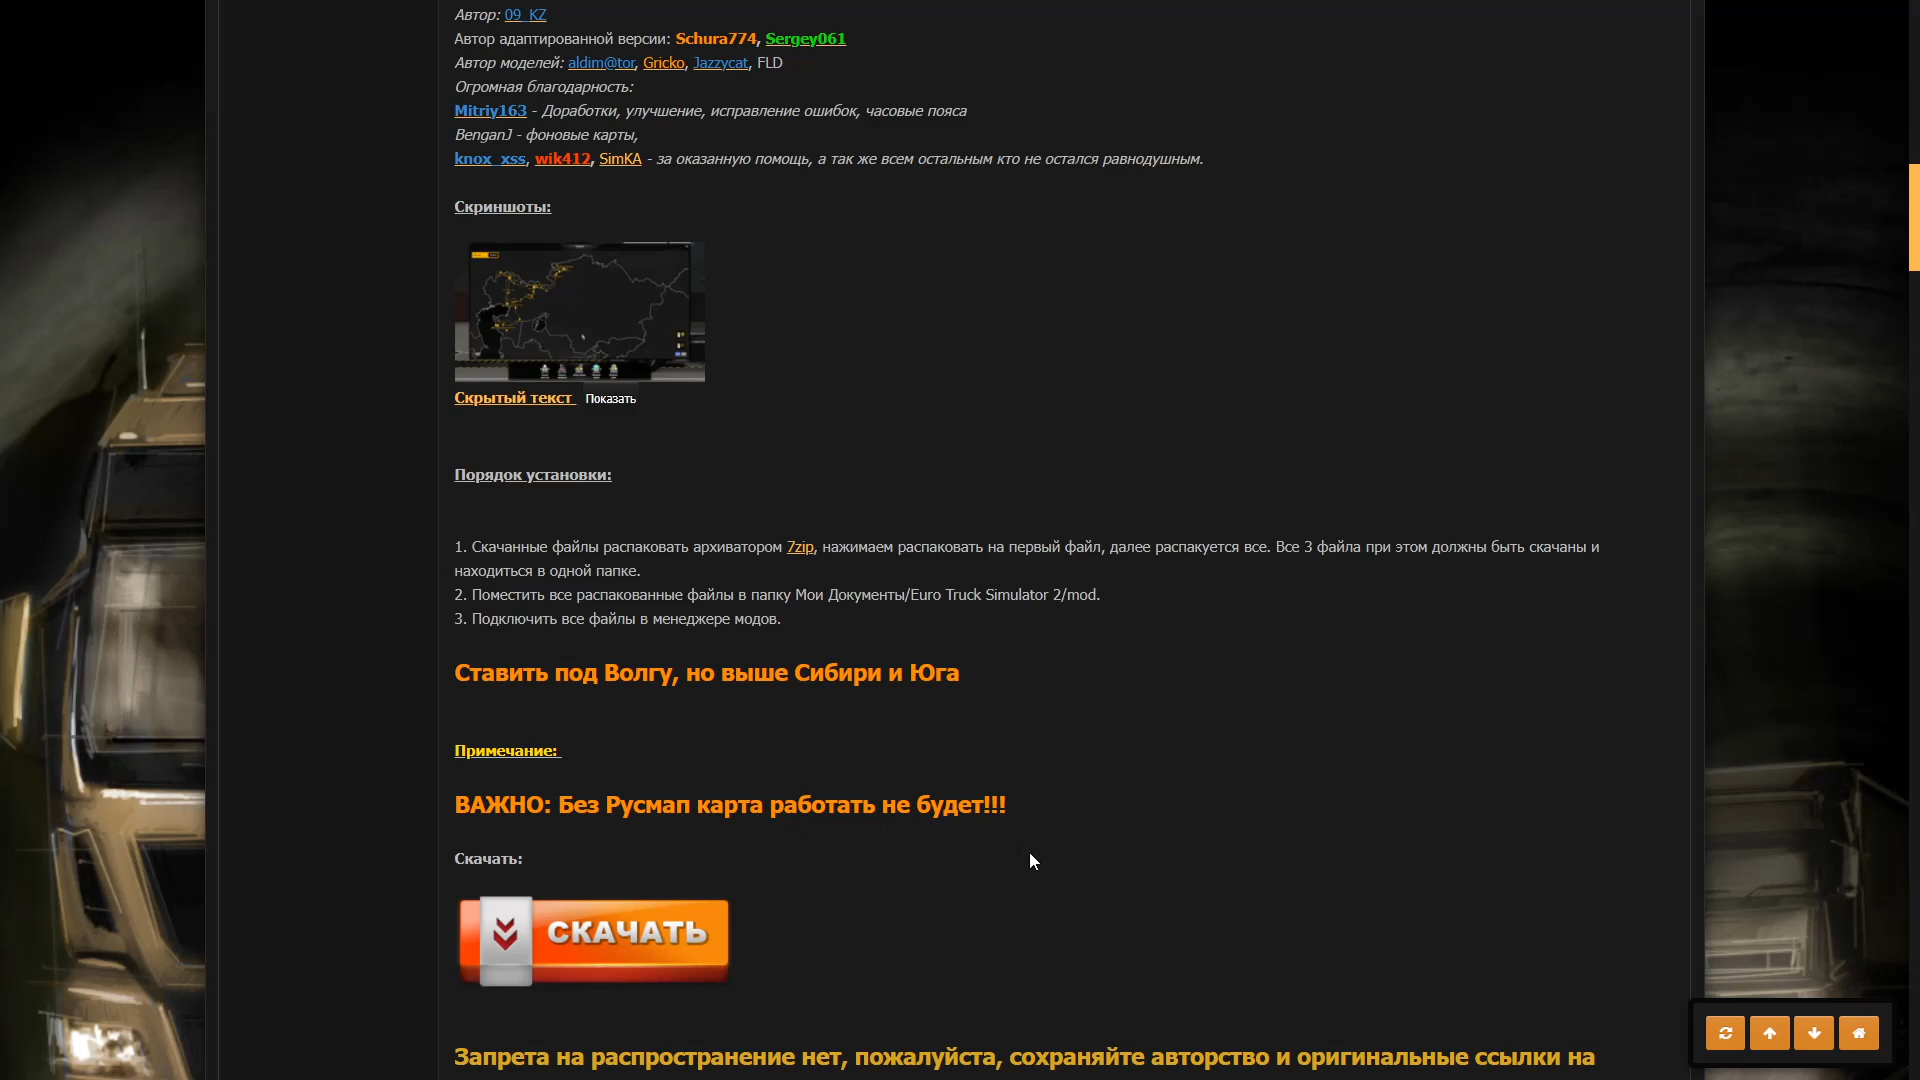 Автор: 09_KZ
Автор адаптированной версии: Schura774, Sergey061
Автор моделей: aldim@tor, Gricko, Jazzycat, FLD
Огромная благодарность:
Mitriy163 - Доработки, улучшение, исправление ошибок, часовые пояса
BenganJ - фоновые карты,
knox_xss, wik412, SimKA - за оказанную помощь, а так же всем остальным кто не остался равнодушным.
Скриншоты:
Скрытый текст Показать
Порядок установки:
1. Скачанные файлы распаковать архиватором 7zip, нажимаем распаковать на первый файл, далее распакуется все. Все 3 файла при этом должны быть скачаны и
находиться в одной папке.
2. Поместить все распакованные файлы в папку Мои Документы/Euro Truck Simulator 2/mod.
3. Подключить все файлы в менеджере модов.
Ставить под Волгу, но выше Сибири и Юга
Примечание:
ВАЖНО: Без Русмап карта работать не будет!!!
Скачать:
СКАЧАТЬ
Запрета на распространение нет, пожалуйста, сохраняйте авторство и оригинальные ссылки на